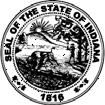 SEAL OF THE STATE OF INDIANA
1816